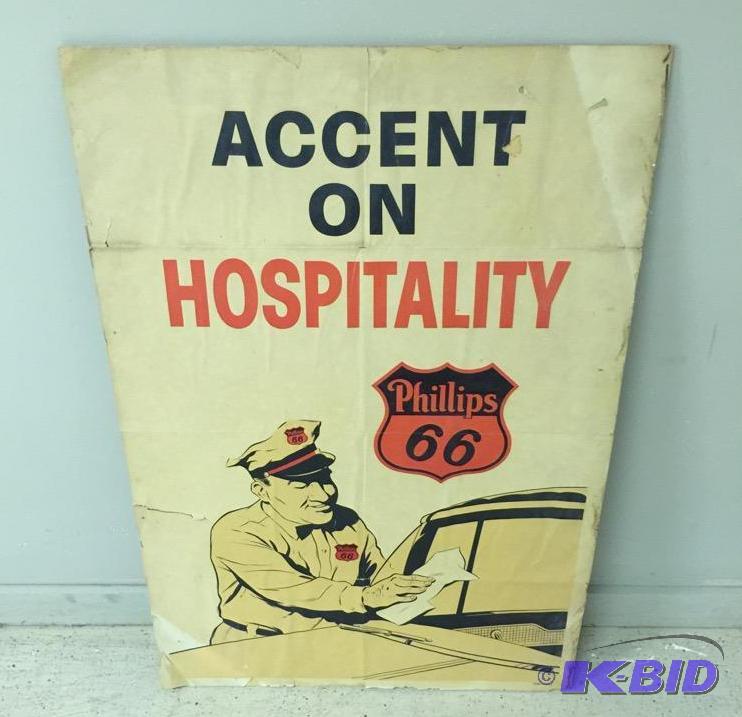 ACCENT
ON
HOSPITALITY
Phillips
66
66
66
© K-BID